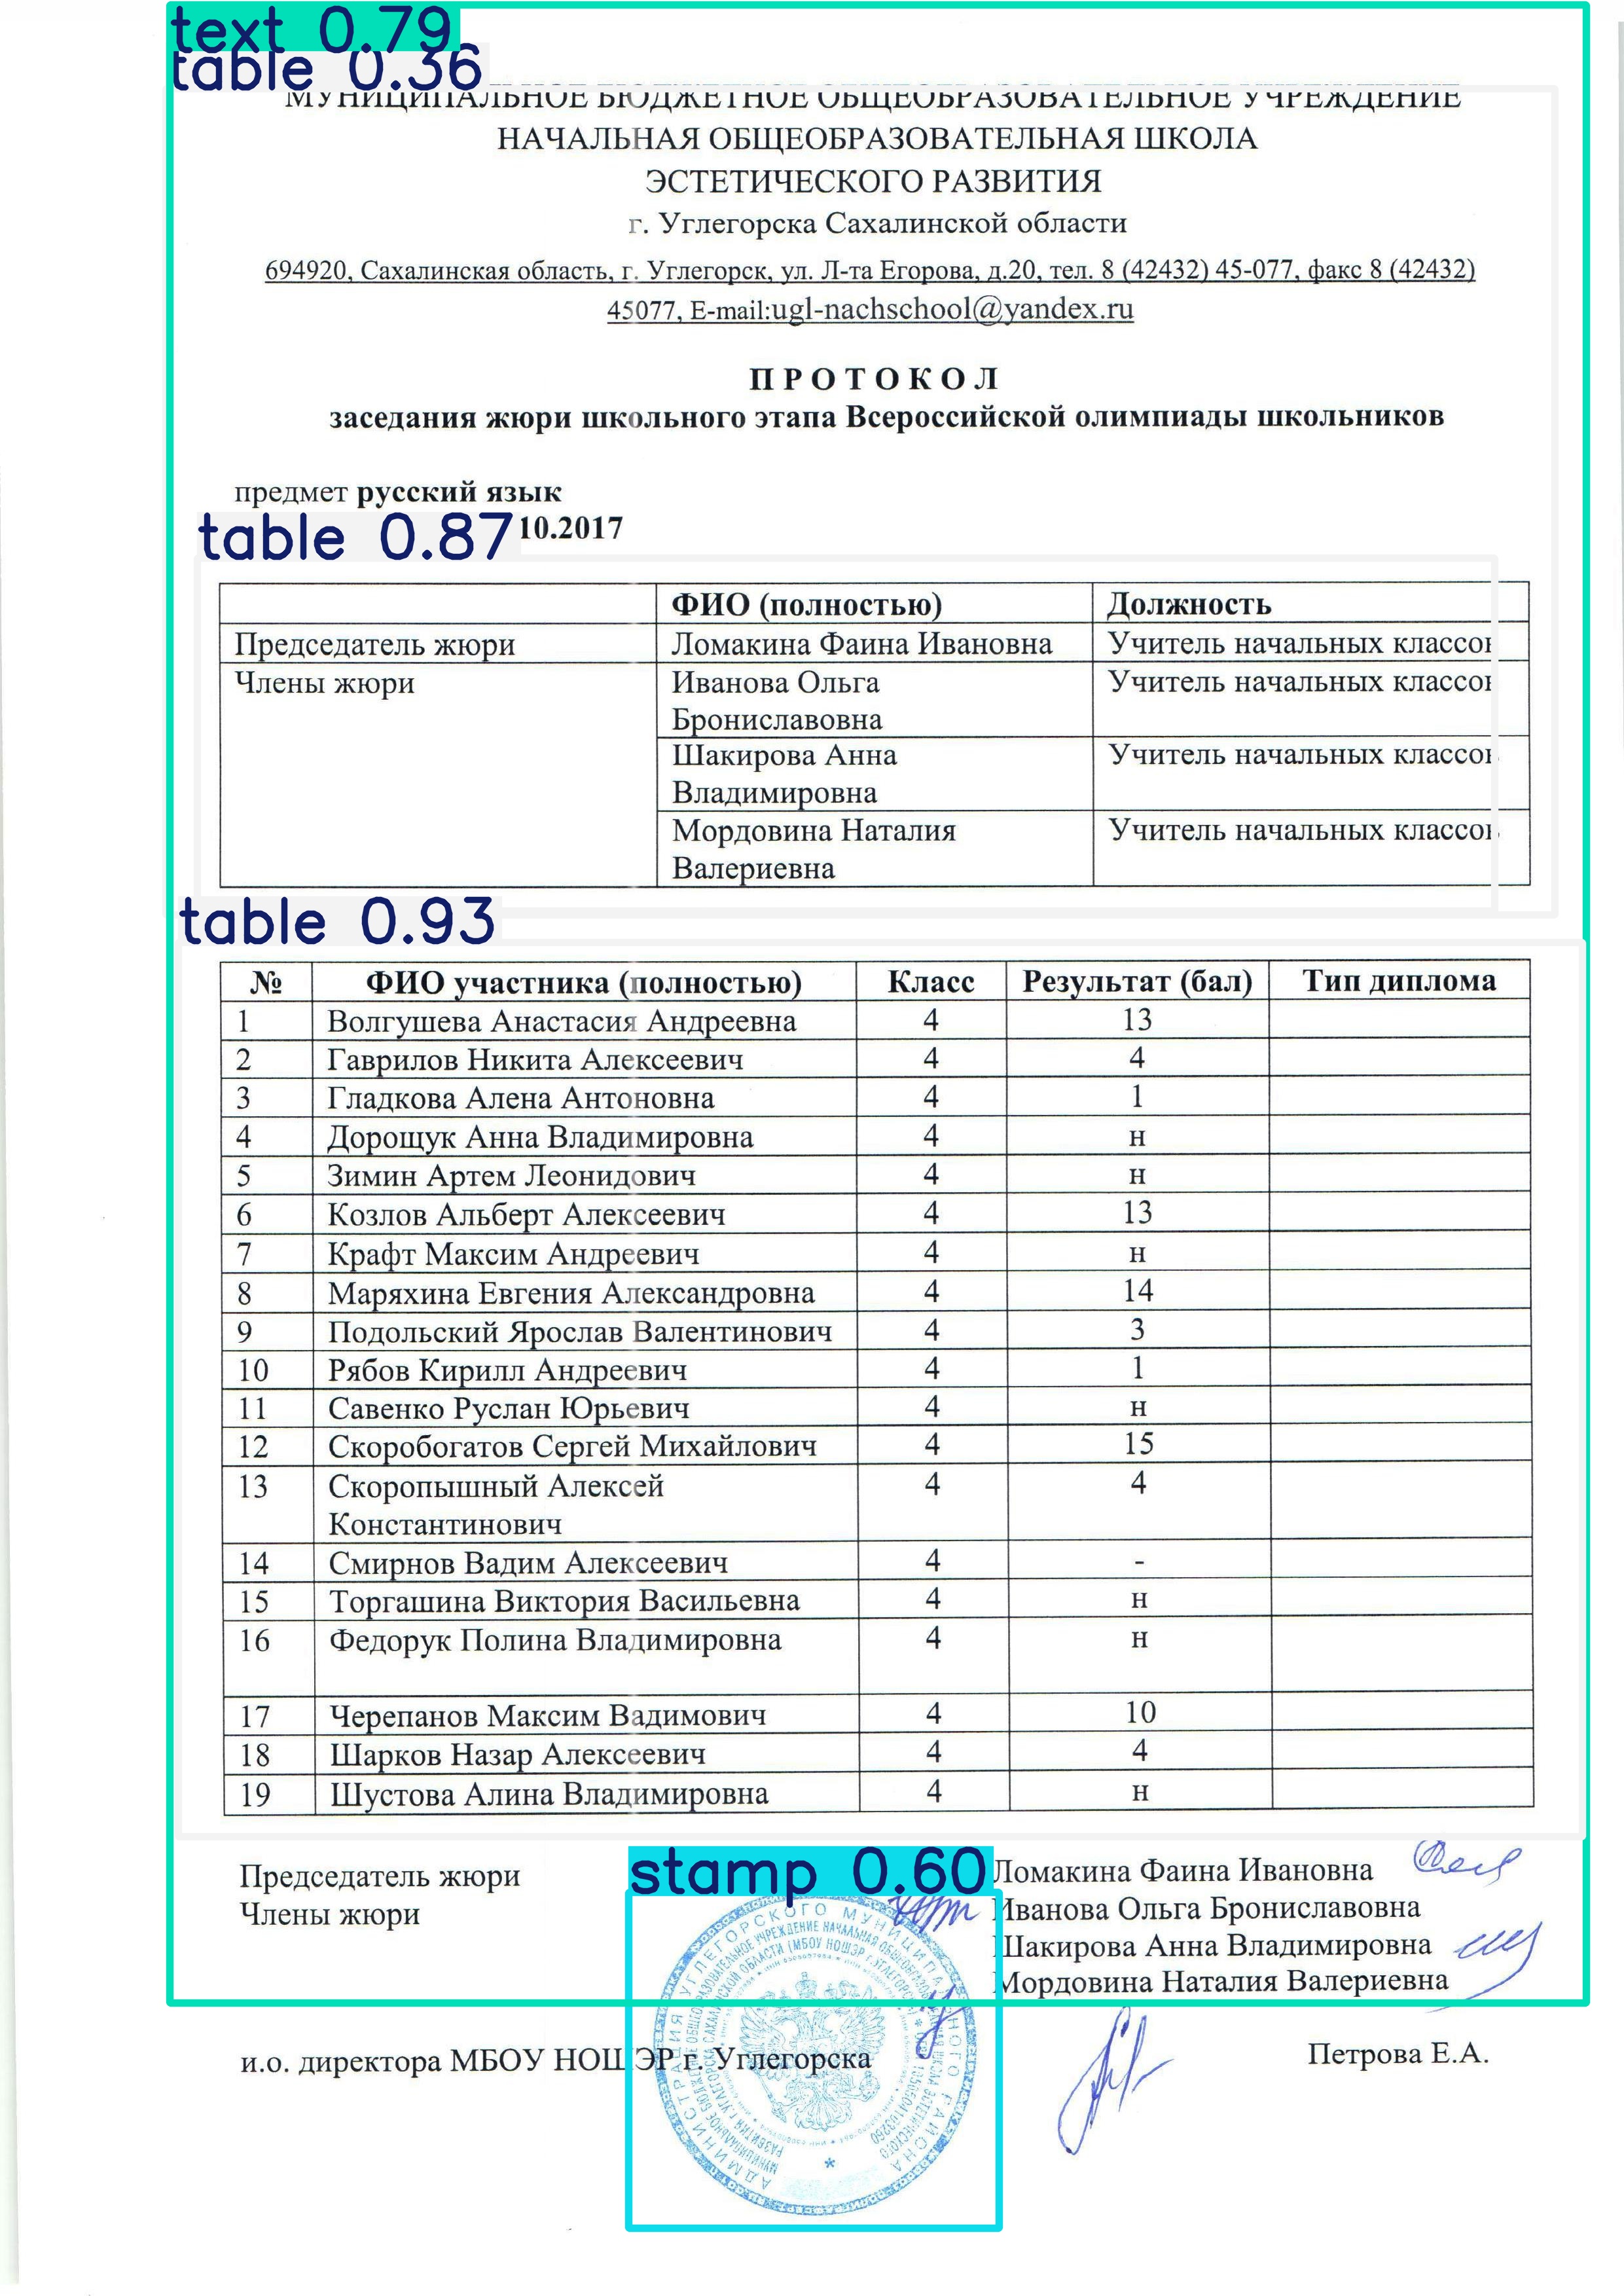 text 0.79
table 0.36
МУНИЦИПАЛЬНОЕ БЮДЖЕТНОЕ ОБЩЕОБРАЗОВАТЕЛЬНОЕ УЧРЕЖДЕНИЕ
НАЧАЛЬНАЯ ОБЩЕОБРАЗОВАТЕЛЬНАЯ ШКОЛА
ЭСТЕТИЧЕСКОГО РАЗВИТИЯ
г. Углегорска Сахалинской области
694920, Сахалинская область, г. Углегорск, ул. Л-та Егорова, д.20, тел. 8 (42432) 45-077, факс 8 (42432)
45077, E-mail:ugl-nachschool@yandex.ru
П Р О Т О К О Л
заседания жюри школьного этапа Всероссийской олимпиады школьников
предмет русский язык
table 0.87 10.2017
ФИО (полностью) Должность
Председатель жюри Ломакина Фаина Ивановна Учитель начальных классов
Члены жюри Иванова Ольга Учитель начальных классов
Брониславовна
Шакирова Анна Учитель начальных классов
Владимировна
Мордовина Наталия Учитель начальных классов
Валериевна
table 0.93
№ ФИО участника (полностью) Класс Результат (бал) Тип диплома
1 Волгушева Анастасия Андреевна 4 13
2 Гаврилов Никита Алексеевич 4 4
3 Гладкова Алена Антоновна 4 1
4 Дорощук Анна Владимировна 4 н
5 Зимин Артем Леонидович 4 н
6 Козлов Альберт Алексеевич 4 13
7 Крафт Максим Андреевич 4 н
8 Маряхина Евгения Александровна 4 14
9 Подольский Ярослав Валентинович 4 3
10 Рябов Кирилл Андреевич 4 1
11 Савенко Руслан Юрьевич 4 н
12 Скоробогатов Сергей Михайлович 4 15
13 Скоропышный Алексей 4 4
Константинович
14 Смирнов Вадим Алексеевич 4 -
15 Торгашина Виктория Васильевна 4 н
16 Федорук Полина Владимировна 4 н
17 Черепанов Максим Вадимович 4 10
18 Шарков Назар Алексеевич 4 4
19 Шустова Алина Владимировна 4 н
stamp 0.60
Председатель жюри Ломакина Фаина Ивановна
Члены жюри Иванова Ольга Брониславовна
Шакирова Анна Владимировна
Мордовина Наталия Валериевна
и.о. директора МБОУ НОШЭР г. Углегорска Петрова Е.А.
АДМИНИСТРАЦИЯ УГЛЕГОРСКОГО МУНИЦИПАЛЬНОГО РАЙОНА